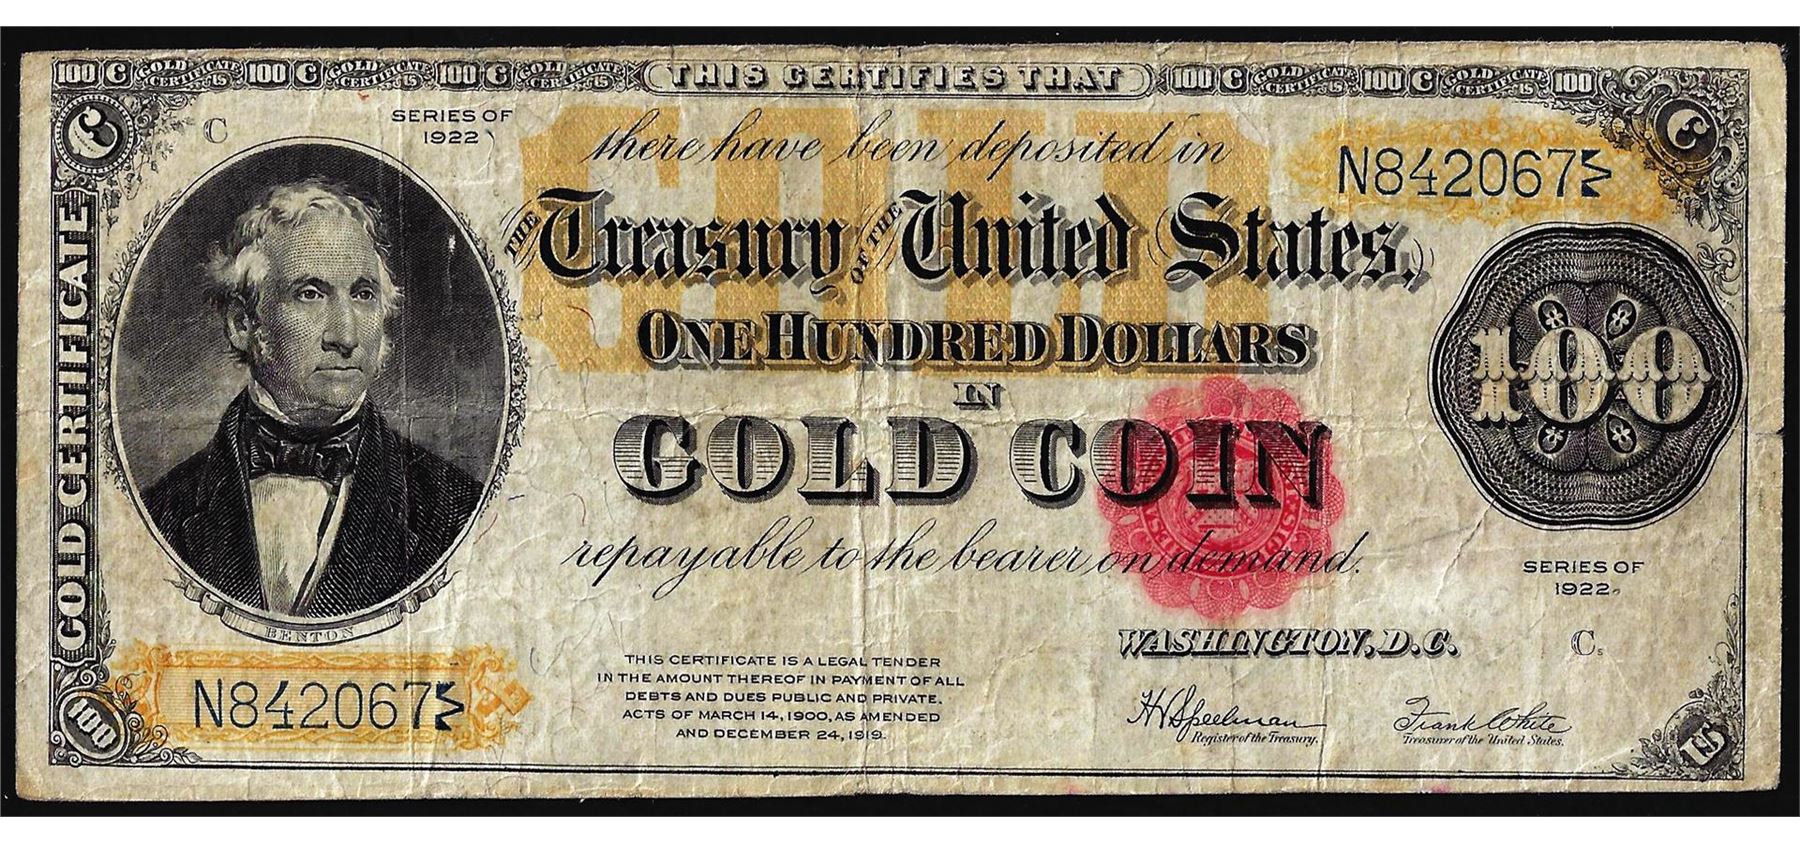 100 C GOLD CERTIFICATE U.S 100 C GOLD CERTIFICATE U.S 100 C GOLD CERTIFICATE U.S THIS CERTIFIES THAT 100 C GOLD CERTIFICATE U.S 100 C GOLD CERTIFICATE U.S 100
C
C
C
SERIES OF
1922
there have been deposited in
N842067
THE Treasury OF THE United States.
ONE HUNDRED DOLLARS
IN
GOLD COIN
100
repayable to the bearer on demand.
GOLD CERTIFICATE
BENTON
SERIES OF
1922.
WASHINGTON, D.C.
C5
N842067
THIS CERTIFICATE IS A LEGAL TENDER
IN THE AMOUNT THEREOF IN PAYMENT OF ALL
DEBTS AND DUES PUBLIC AND PRIVATE.
ACTS OF MARCH 14, 1900, AS AMENDED
AND DECEMBER 24, 1919.
H V Speelman
Register of the Treasury.
Frank White
Treasurer of the United States.
100
US
GOLD